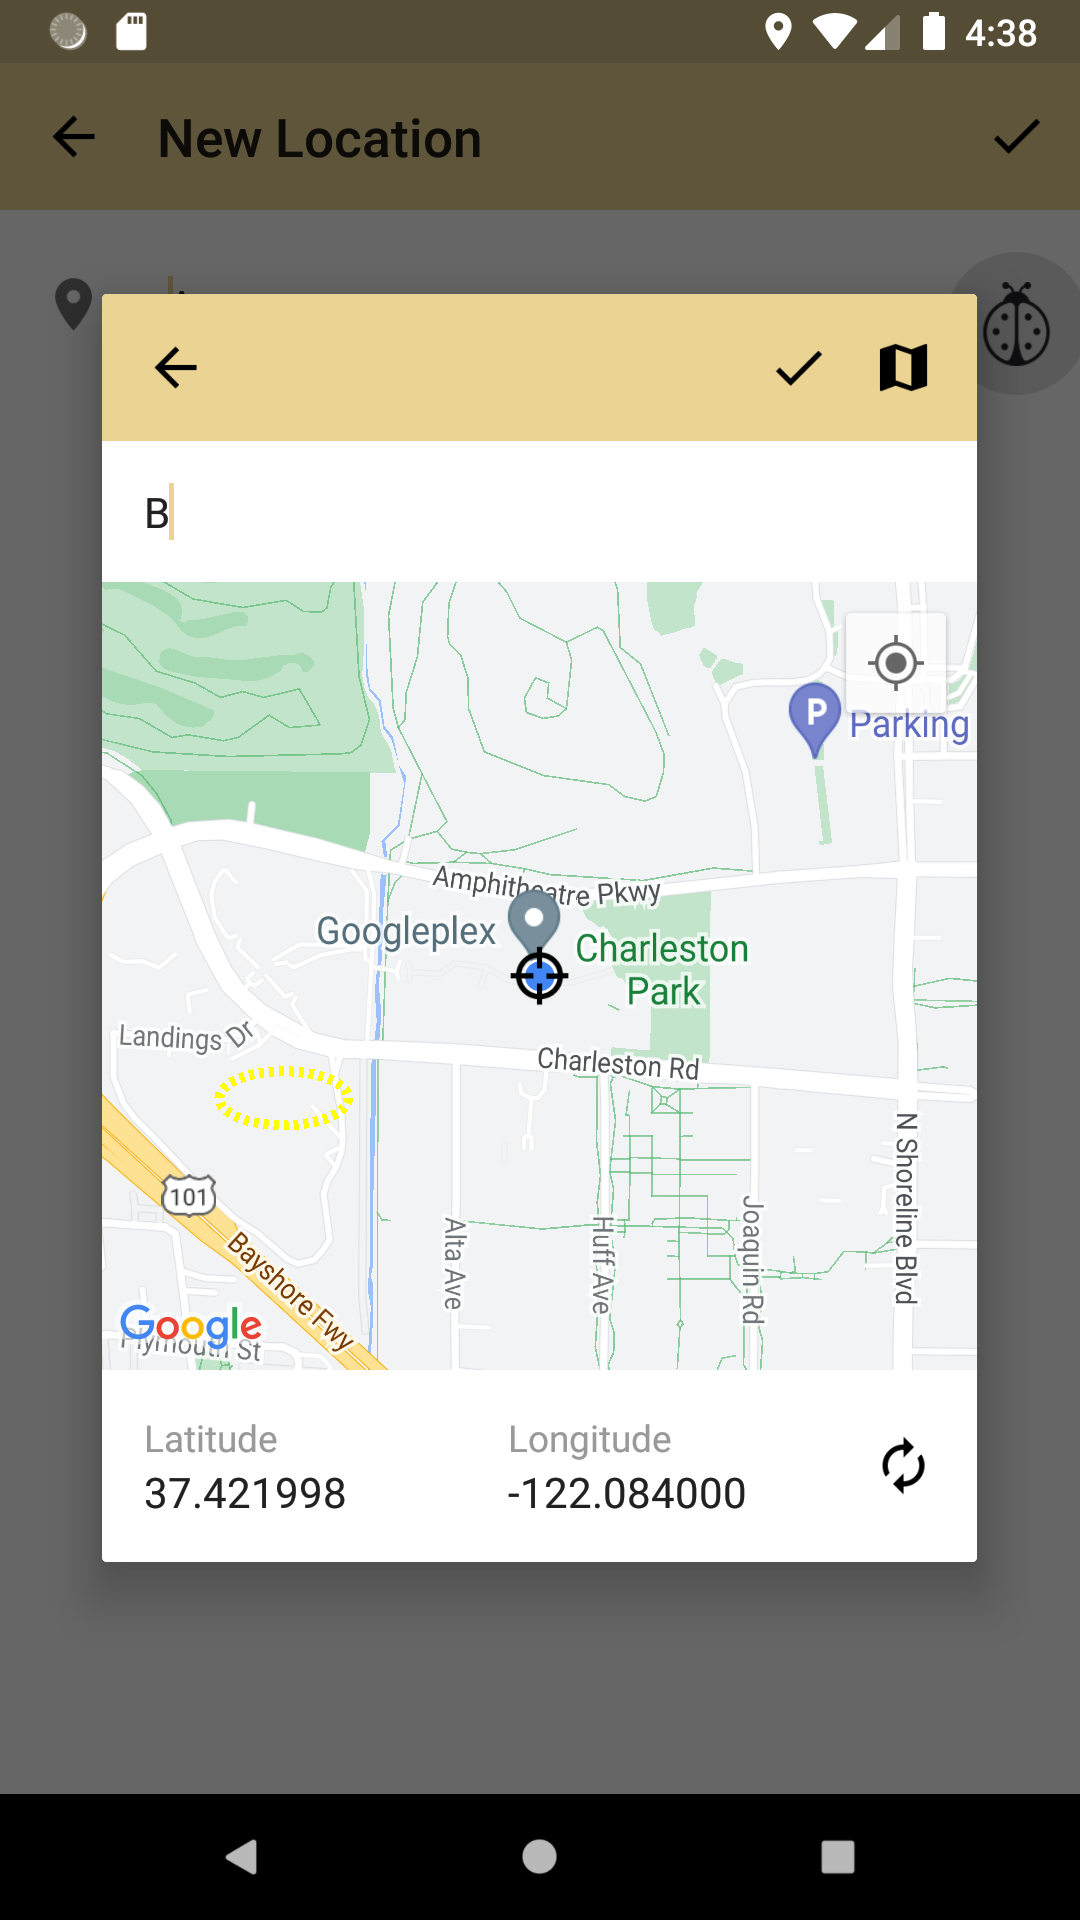 4:38
New Location
B
P
Parking
Amphitheatre Pkwy
Googleplex
Charleston
Park
Landings Dr
Charleston Rd
101
Bayshore Fwy
Alta Ave
Huff Ave
Joaquin Rd
N Shoreline Blvd
Google
Plymouth St
Latitude
Longitude
37.421998
-122.084000